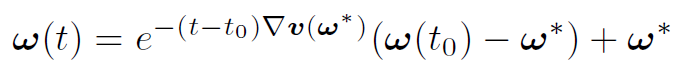 𝝎(t) = e^{−(t−t₀)∇𝒗(𝝎*)}(𝝎(t₀) − 𝝎*) + 𝝎*